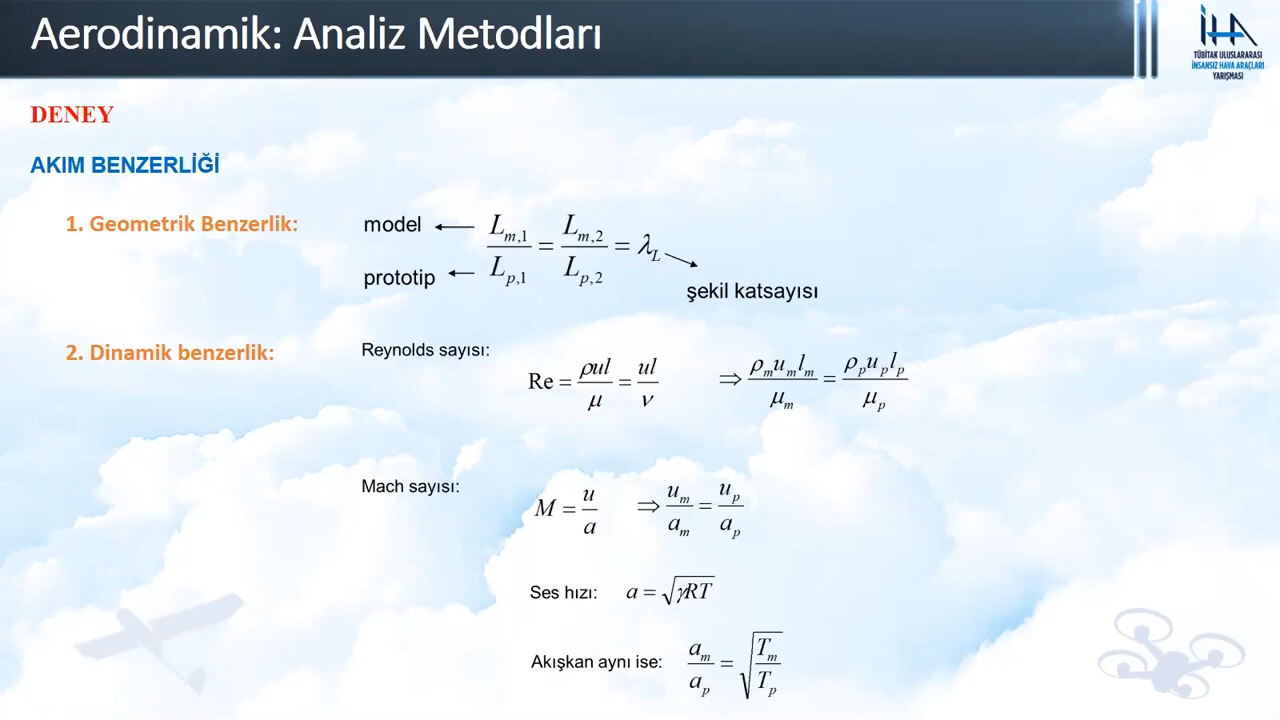 Aerodinamik: Analiz Metodları
İHA
TÜBİTAK ULUSLARARASI
İNSANSIZ HAVA ARAÇLARI
YARIŞMASI
DENEY
AKIM BENZERLİĞİ
1. Geometrik Benzerlik:
model ← L_{m,1} / L_{p,1} = L_{m,2} / L_{p,2} = λ_L
prototip ←
şekil katsayısı
2. Dinamik benzerlik:
Reynolds sayısı:
Re = ρul / μ = ul / ν ⇒ ρ_m u_m l_m / μ_m = ρ_p u_p l_p / μ_p
Mach sayısı:
M = u / a ⇒ u_m / a_m = u_p / a_p
Ses hızı: a = √γRT
Akışkan aynı ise: a_m / a_p = √(T_m / T_p)